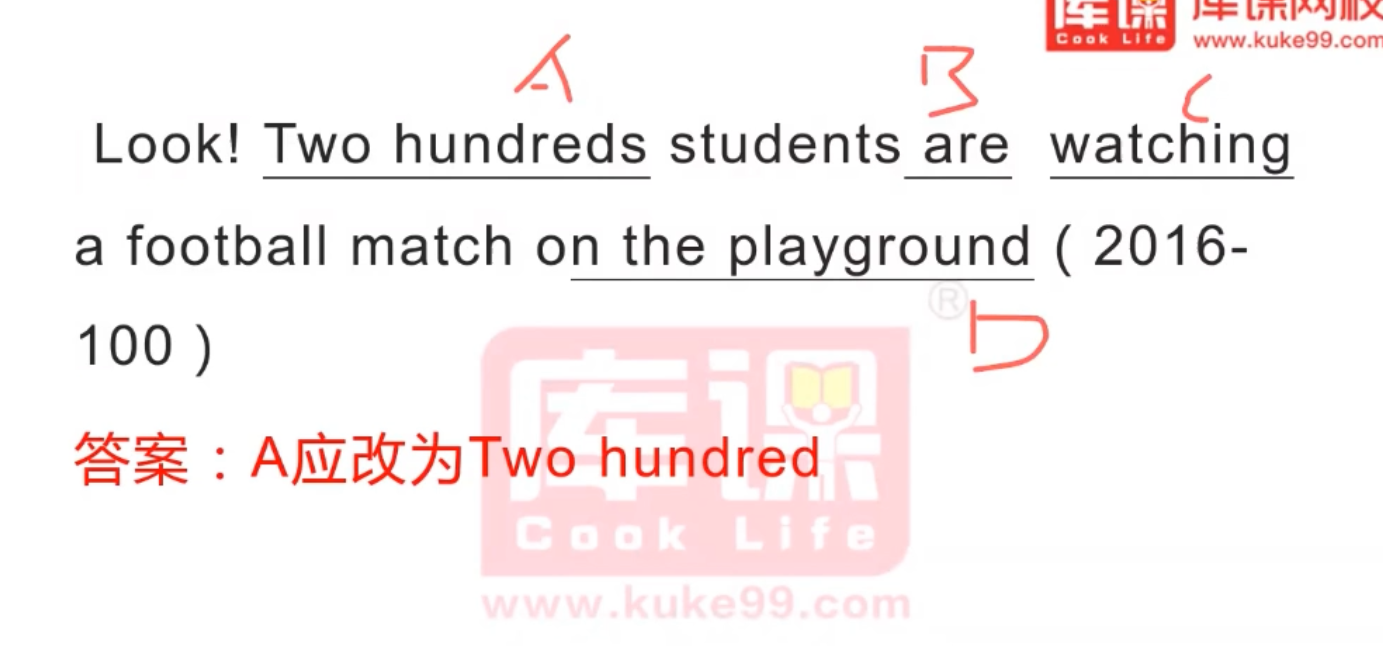 库课 库课网校
Cook Life www.kuke99.com
A B C
Look! Two hundreds students are watching
a football match on the playground ( 2016-
®
D
100 )
答案：A应改为Two hundred
库课
Cook Life
www.kuke99.com